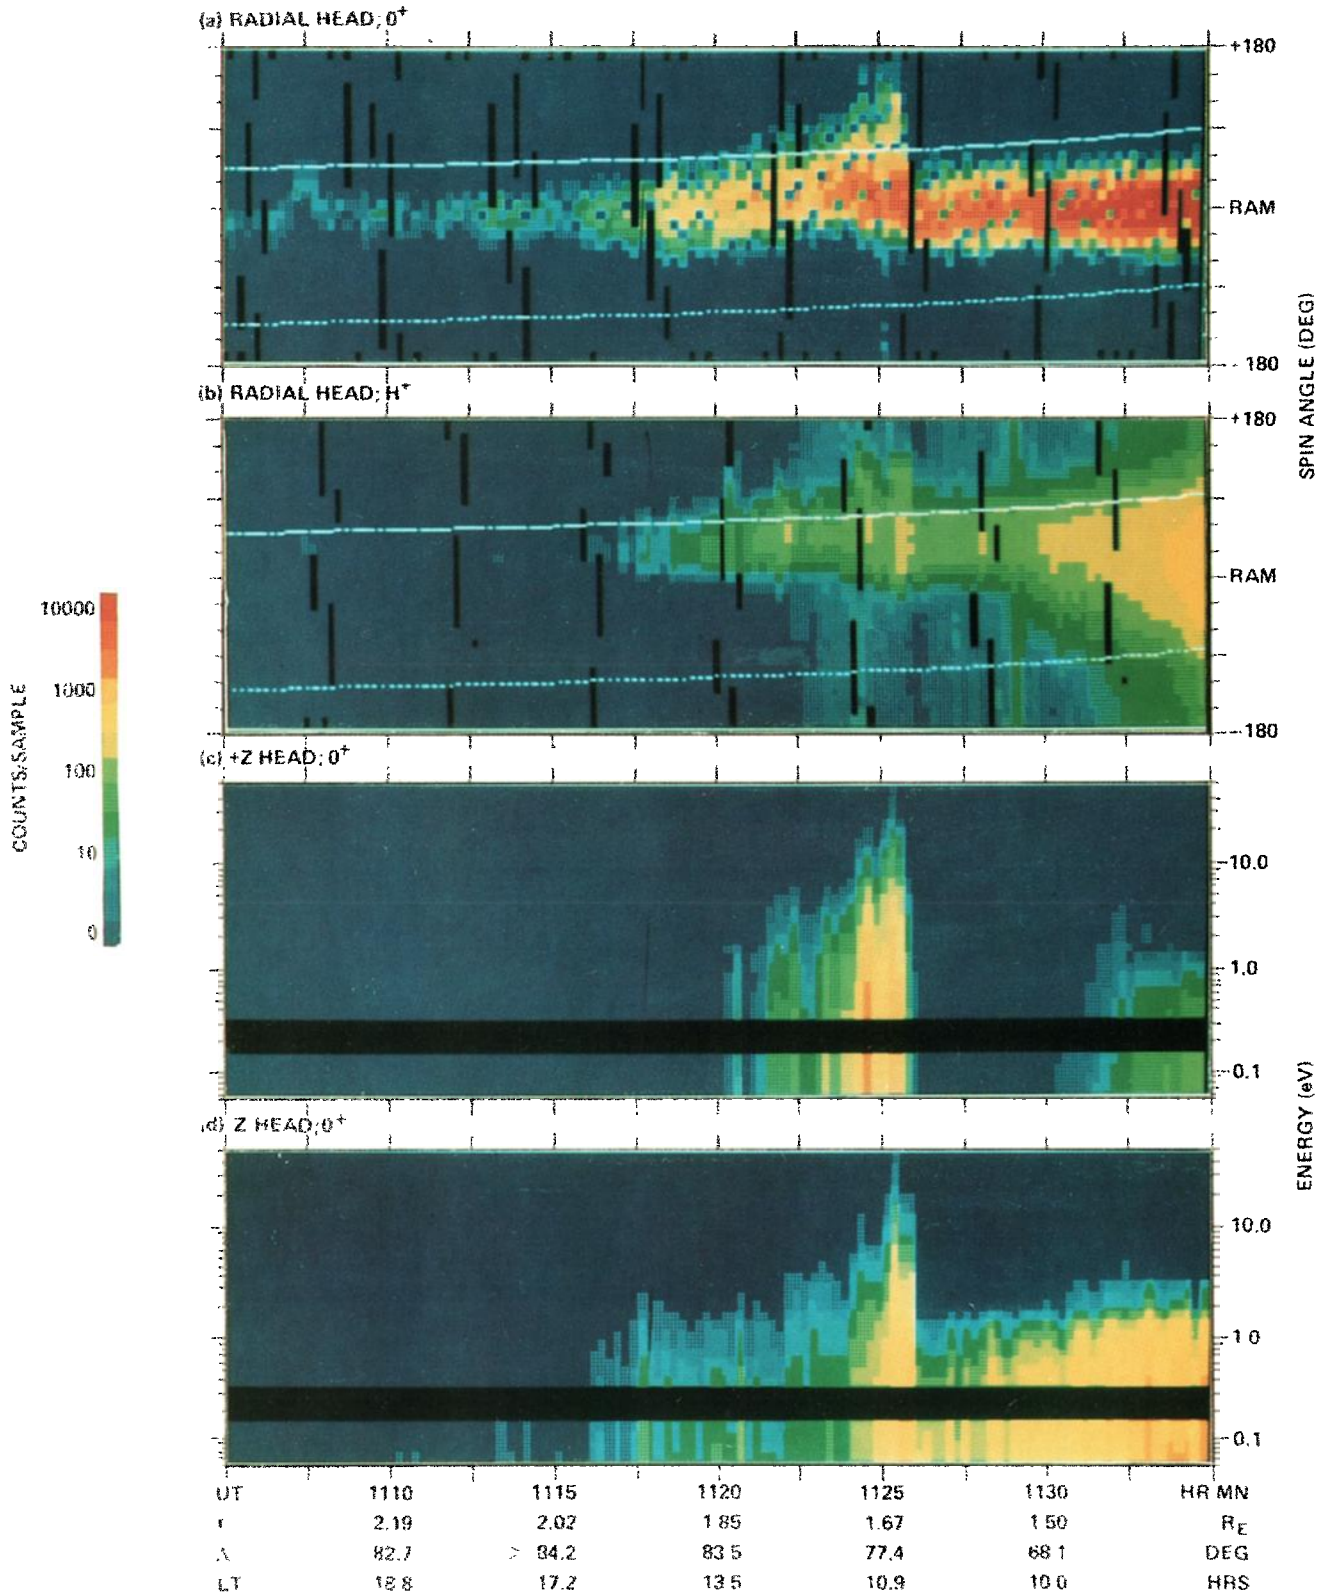 (a) RADIAL HEAD; O⁺
+180
RAM
-180
SPIN ANGLE (DEG)
(b) RADIAL HEAD; H⁺
+180
RAM
-180
10000
1000
100
10
0
COUNTS/SAMPLE
(c) +Z HEAD; O⁺
10.0
1.0
0.1
ENERGY (eV)
(d) Z HEAD; O⁺
10.0
1.0
0.1
UT 1110 1115 1120 1125 1130 HR MN
2.19 2.02 1.85 1.67 1.50 R_E
Λ 82.7 > 84.2 83.5 77.4 68.1 DEG
LT 18.8 17.2 13.5 10.9 10.0 HRS